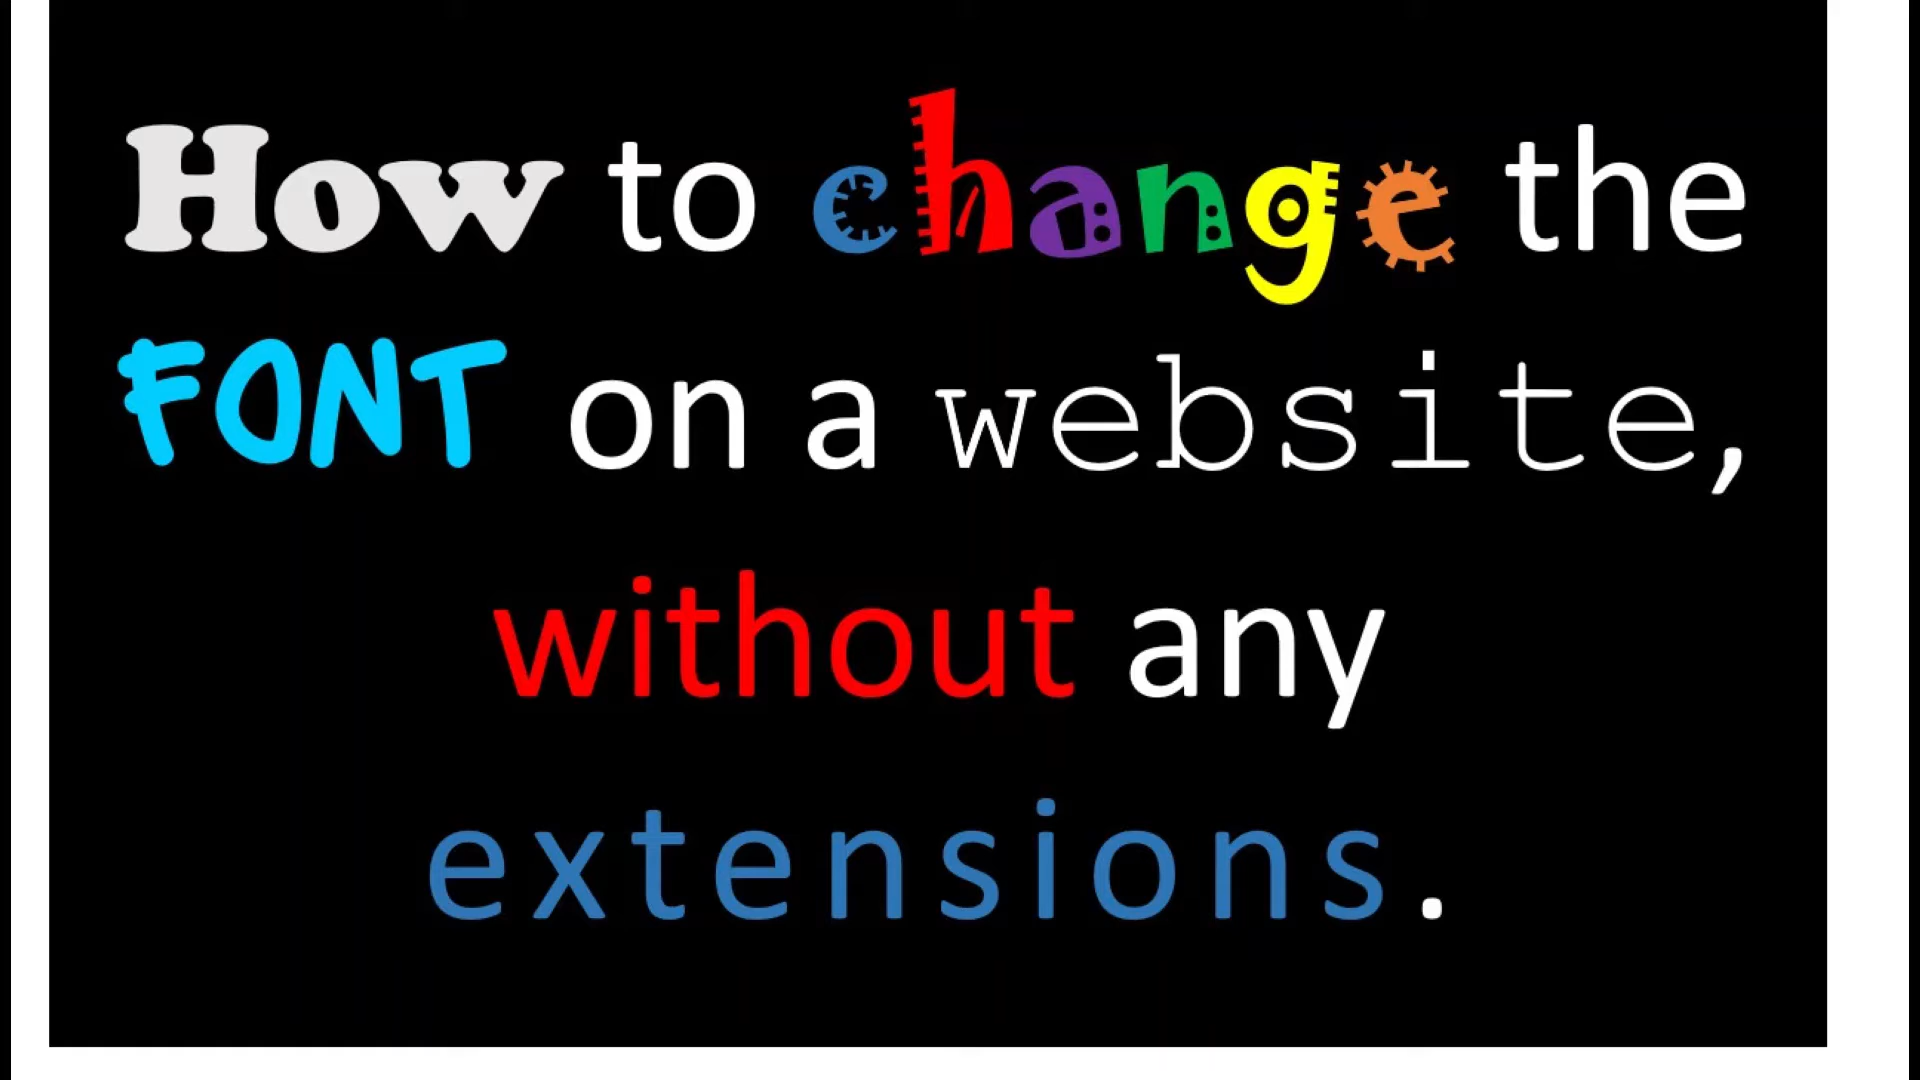 How to change the
FONT on a website,
without any
extensions.